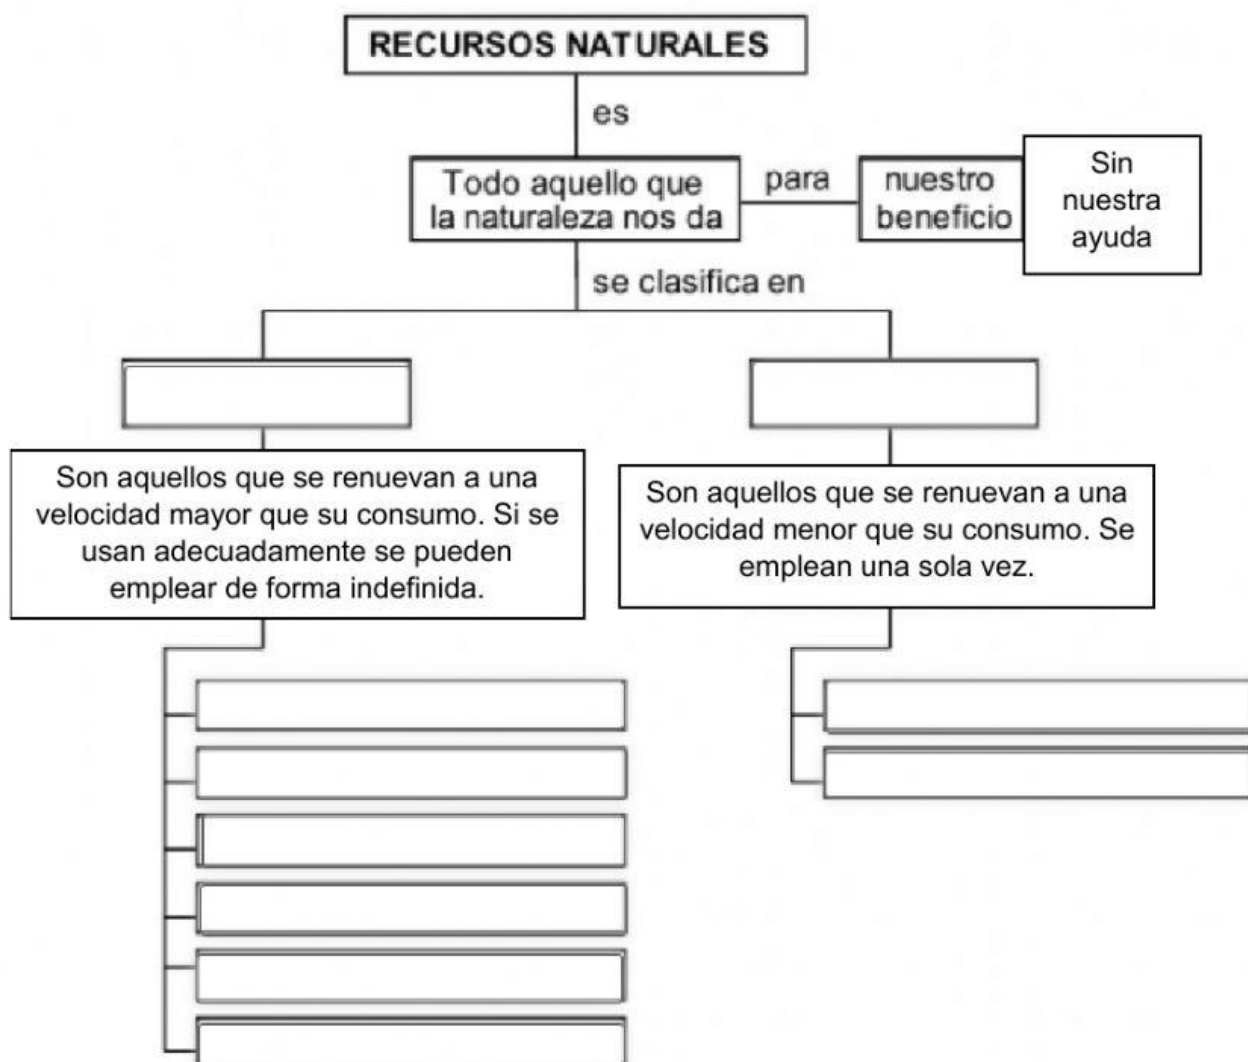 RECURSOS NATURALES
es
Todo aquello que
la naturaleza nos da
para
nuestro
beneficio
Sin
nuestra
ayuda
se clasifica en
Son aquellos que se renuevan a una
velocidad mayor que su consumo. Si se
usan adecuadamente se pueden
emplear de forma indefinida.
Son aquellos que se renuevan a una
velocidad menor que su consumo. Se
emplean una sola vez.